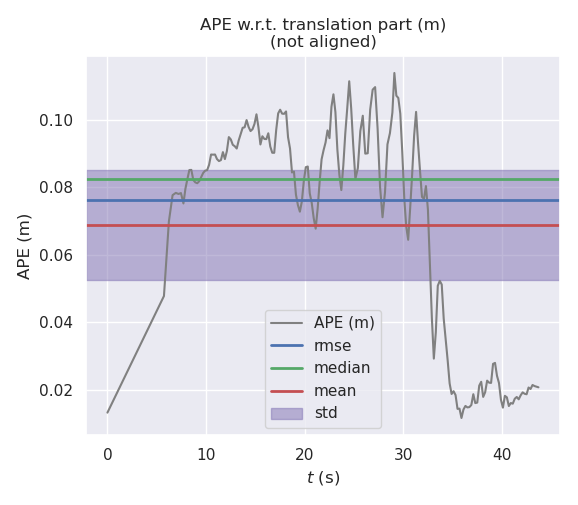 APE w.r.t. translation part (m)
(not aligned)
APE (m)
0.10
0.08
0.06
0.04
0.02
APE (m)
rmse
median
mean
std
0 10 20 30 40
t (s)